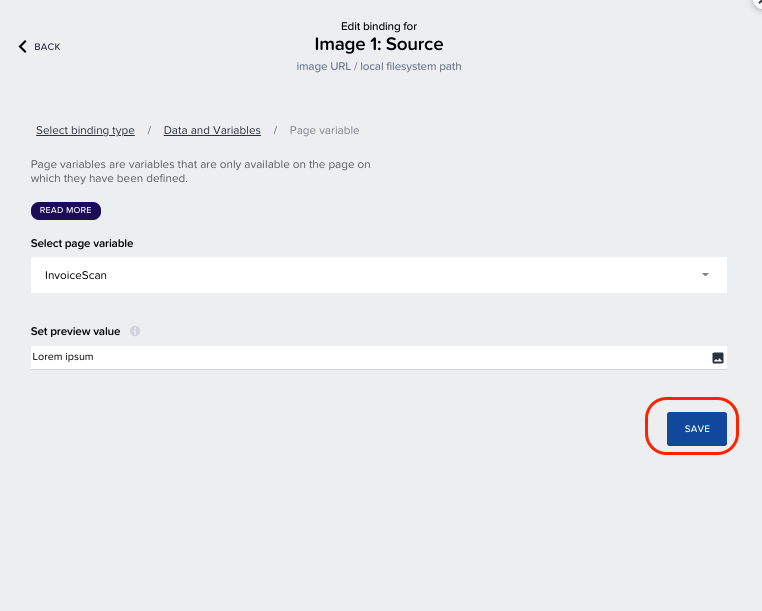 Edit binding for
BACK
Image 1: Source
image URL / local filesystem path
Select binding type / Data and Variables / Page variable
Page variables are variables that are only available on the page on
which they have been defined.
READ MORE
Select page variable
InvoiceScan
Set preview value
Lorem ipsum
SAVE